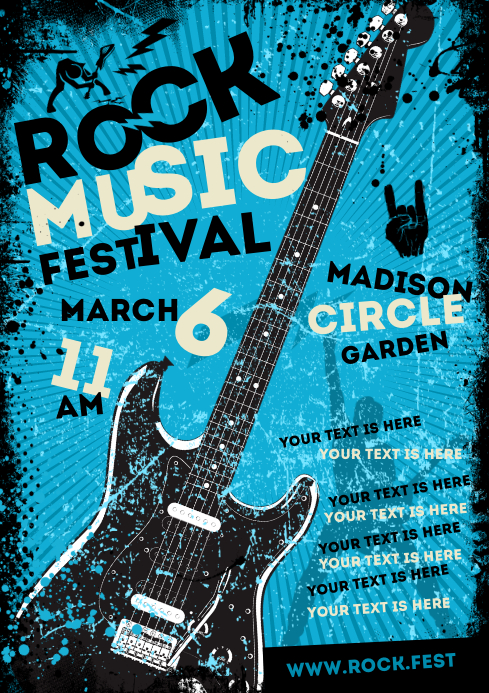 ROCK
MUSIC
FESTIVAL
MARCH 6
11
AM
MADISON
CIRCLE
GARDEN
YOUR TEXT IS HERE
YOUR TEXT IS HERE
YOUR TEXT IS HERE
YOUR TEXT IS HERE
YOUR TEXT IS HERE
YOUR TEXT IS HERE
YOUR TEXT IS HERE
YOUR TEXT IS HERE
WWW.ROCK.FEST